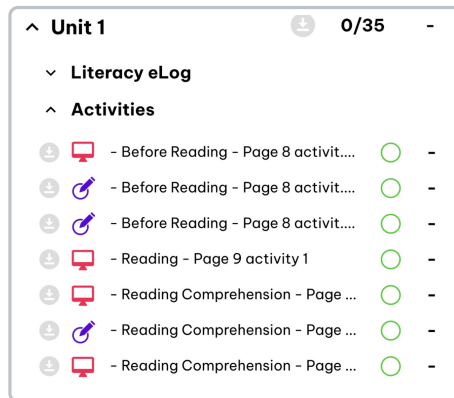 Unit 1 0/35 -
Literacy eLog
Activities
- Before Reading - Page 8 activit.... -
- Before Reading - Page 8 activit.... -
- Before Reading - Page 8 activit.... -
- Reading - Page 9 activity 1 -
- Reading Comprehension - Page ... -
- Reading Comprehension - Page ... -
- Reading Comprehension - Page ... -